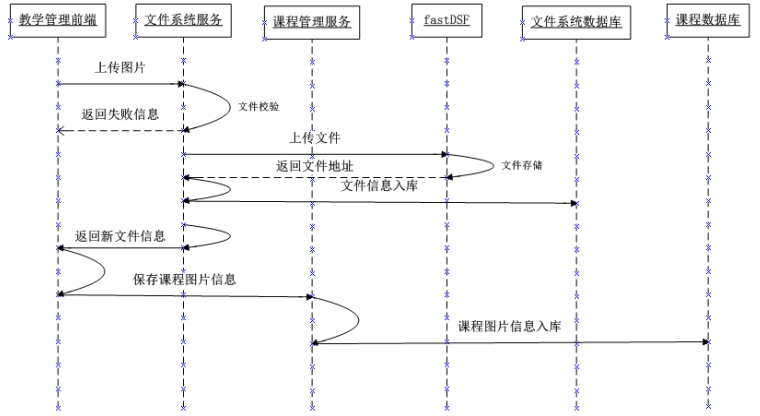 教学管理前端
文件系统服务
课程管理服务
fastDSF
文件系统数据库
课程数据库
上传图片
文件校验
返回失败信息
上传文件
返回文件地址
文件存储
文件信息入库
返回新文件信息
保存课程图片信息
课程图片信息入库